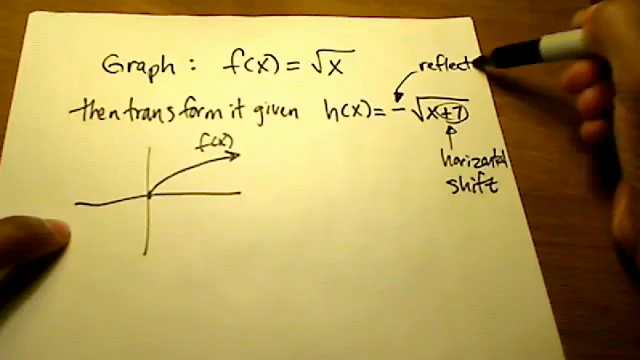 Graph: f(x) = √x
reflect
then transform it given h(x) = - √x+7
f(x)
horizontal
shift